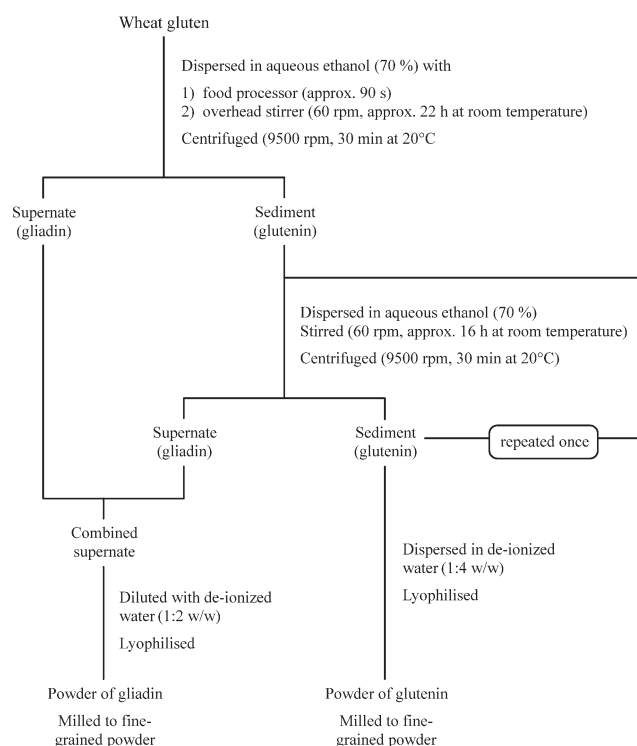 Wheat gluten
Dispersed in aqueous ethanol (70 %) with
1) food processor (approx. 90 s)
2) overhead stirrer (60 rpm, approx. 22 h at room temperature)
Centrifuged (9500 rpm, 30 min at 20°C
Supernate
(gliadin)
Sediment
(glutenin)
Dispersed in aqueous ethanol (70 %)
Stirred (60 rpm, approx. 16 h at room temperature)
Centrifuged (9500 rpm, 30 min at 20°C)
Supernate
(gliadin)
Sediment
(glutenin)
repeated once
Combined
supernate
Dispersed in de-ionized
water (1:4 w/w)
Lyophilised
Diluted with de-ionized
water (1:2 w/w)
Lyophilised
Powder of gliadin
Milled to fine-
grained powder
Powder of glutenin
Milled to fine-
grained powder